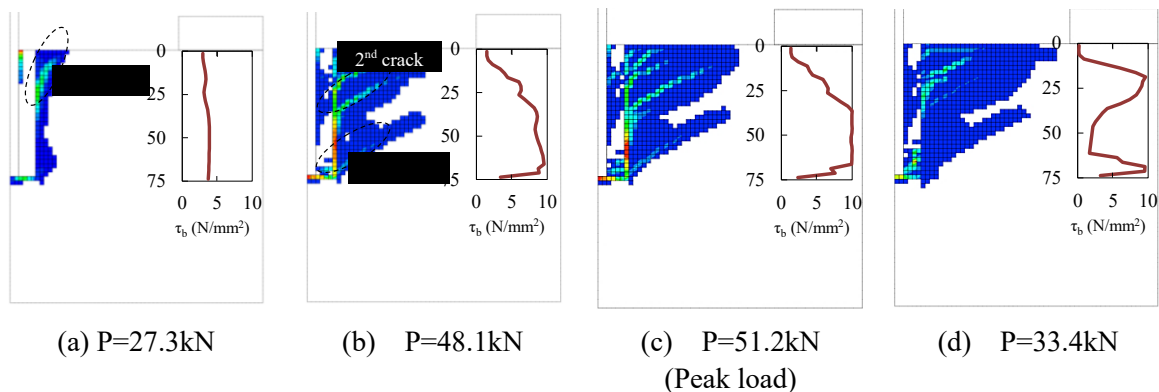 0
25
50
75
0 5 10
τb (N/mm²)
(a) P=27.3kN
2nd crack
0
25
50
75
0 5 10
τb (N/mm²)
(b) P=48.1kN
0
25
50
75
0 5 10
τb (N/mm²)
(c) P=51.2kN
(Peak load)
0
25
50
75
0 5 10
τb (N/mm²)
(d) P=33.4kN